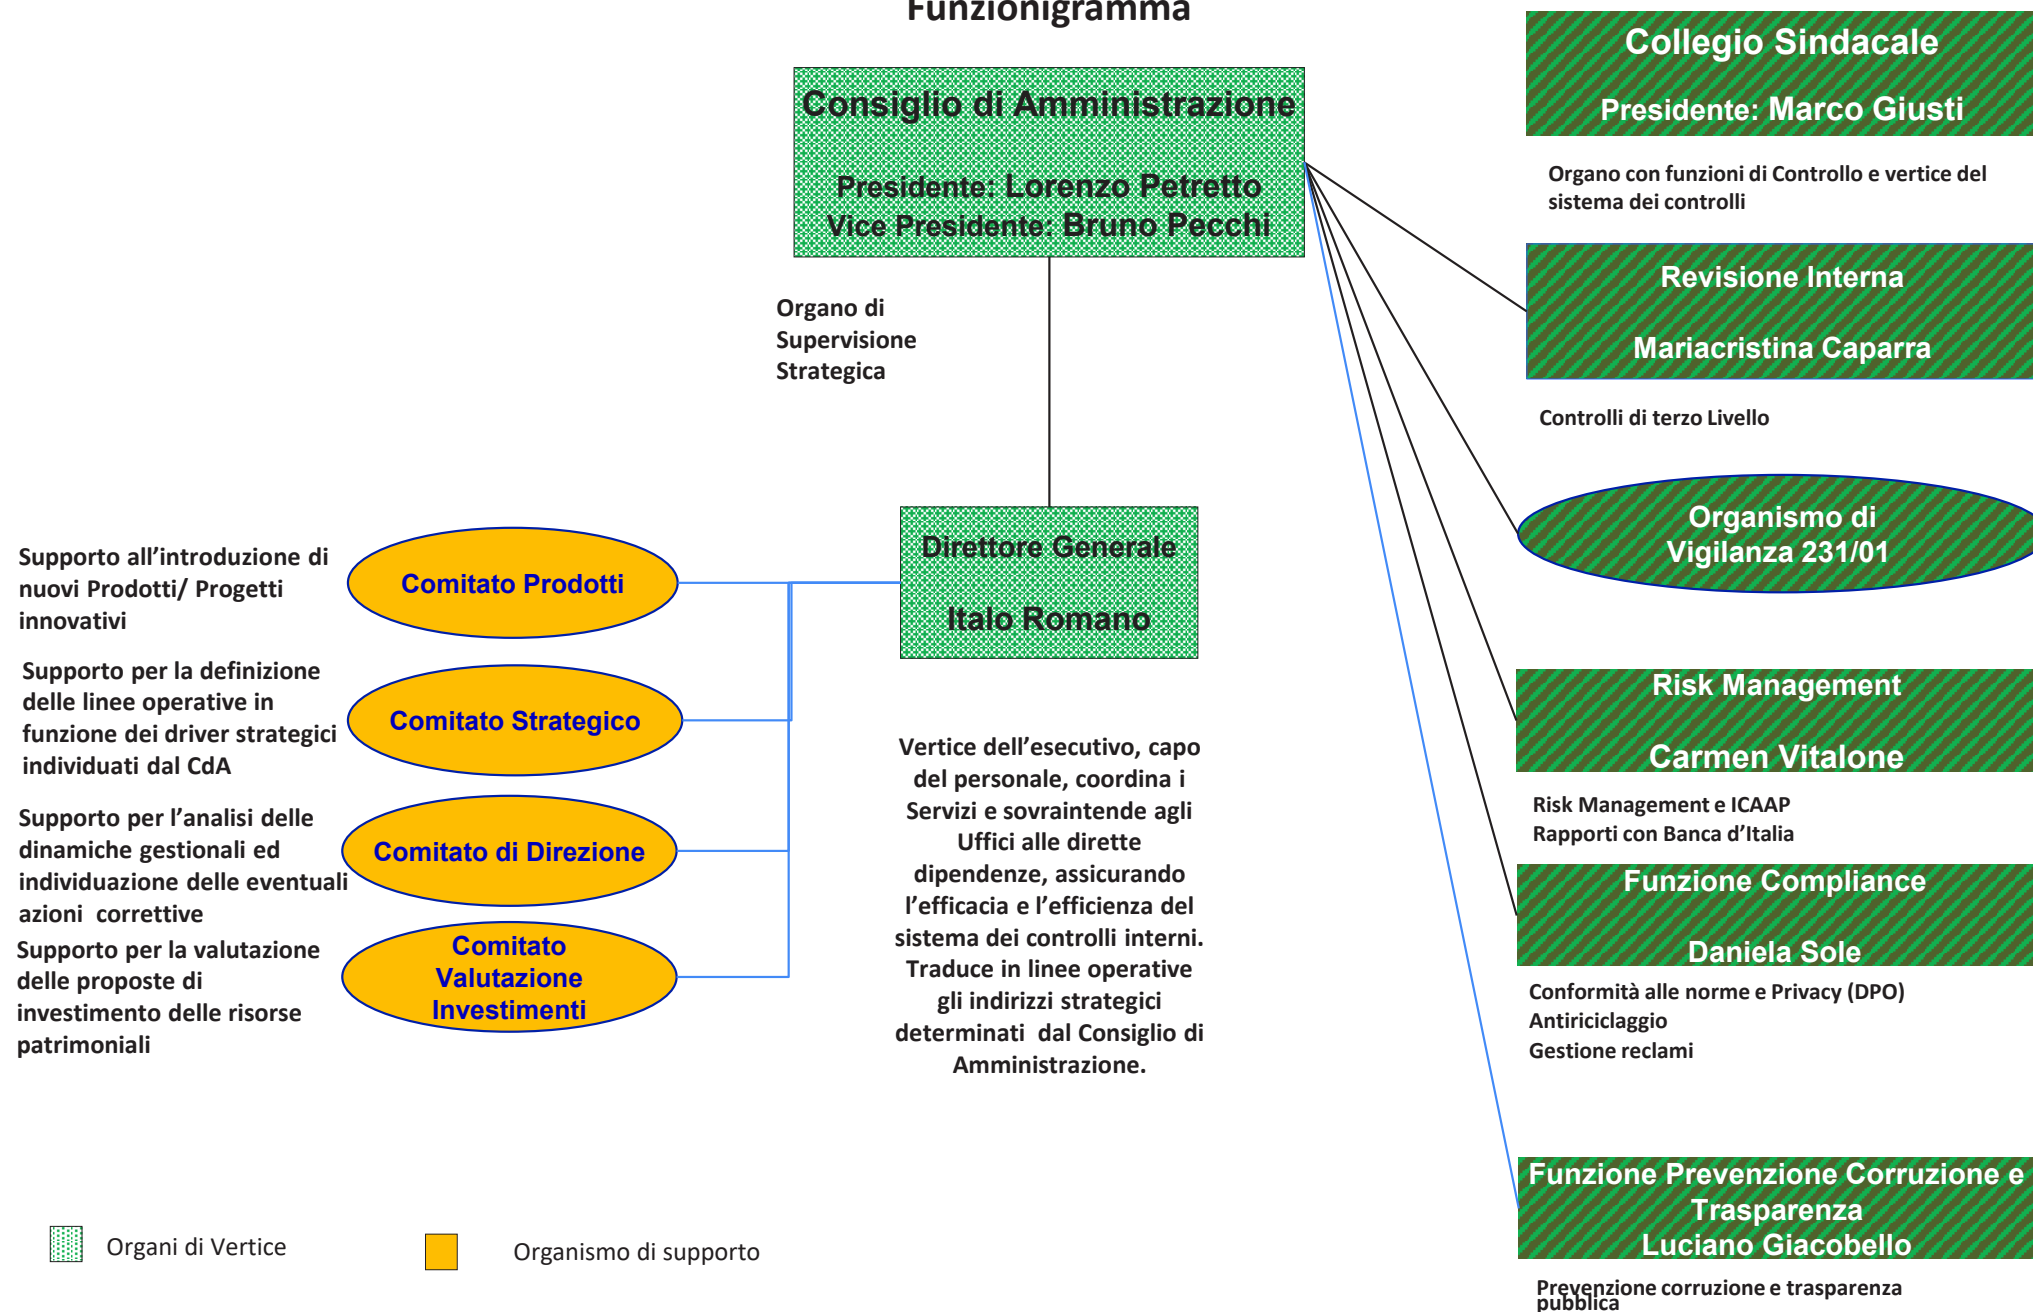 Funzionigramma
Consiglio di Amministrazione
Presidente: Lorenzo Petretto
Vice Presidente: Bruno Pecchi
Organo di
Supervisione
Strategica
Collegio Sindacale
Presidente: Marco Giusti
Organo con funzioni di Controllo e vertice del
sistema dei controlli
Revisione Interna
Mariacristina Caparra
Controlli di terzo Livello
Organismo di
Vigilanza 231/01
Direttore Generale
Italo Romano
Vertice dell’esecutivo, capo
del personale, coordina i
Servizi e sovraintende agli
Uffici alle dirette
dipendenze, assicurando
l’efficacia e l’efficienza del
sistema dei controlli interni.
Traduce in linee operative
gli indirizzi strategici
determinati dal Consiglio di
Amministrazione.
Supporto all’introduzione di
nuovi Prodotti/ Progetti
innovativi
Comitato Prodotti
Supporto per la definizione
delle linee operative in
funzione dei driver strategici
individuati dal CdA
Comitato Strategico
Supporto per l’analisi delle
dinamiche gestionali ed
individuazione delle eventuali
azioni correttive
Comitato di Direzione
Supporto per la valutazione
delle proposte di
investimento delle risorse
patrimoniali
Comitato
Valutazione
Investimenti
Risk Management
Carmen Vitalone
Risk Management e ICAAP
Rapporti con Banca d’Italia
Funzione Compliance
Daniela Sole
Conformità alle norme e Privacy (DPO)
Antiriciclaggio
Gestione reclami
Funzione Prevenzione Corruzione e
Trasparenza
Luciano Giacobello
Prevenzione corruzione e trasparenza
pubblica
Organi di Vertice
Organismo di supporto